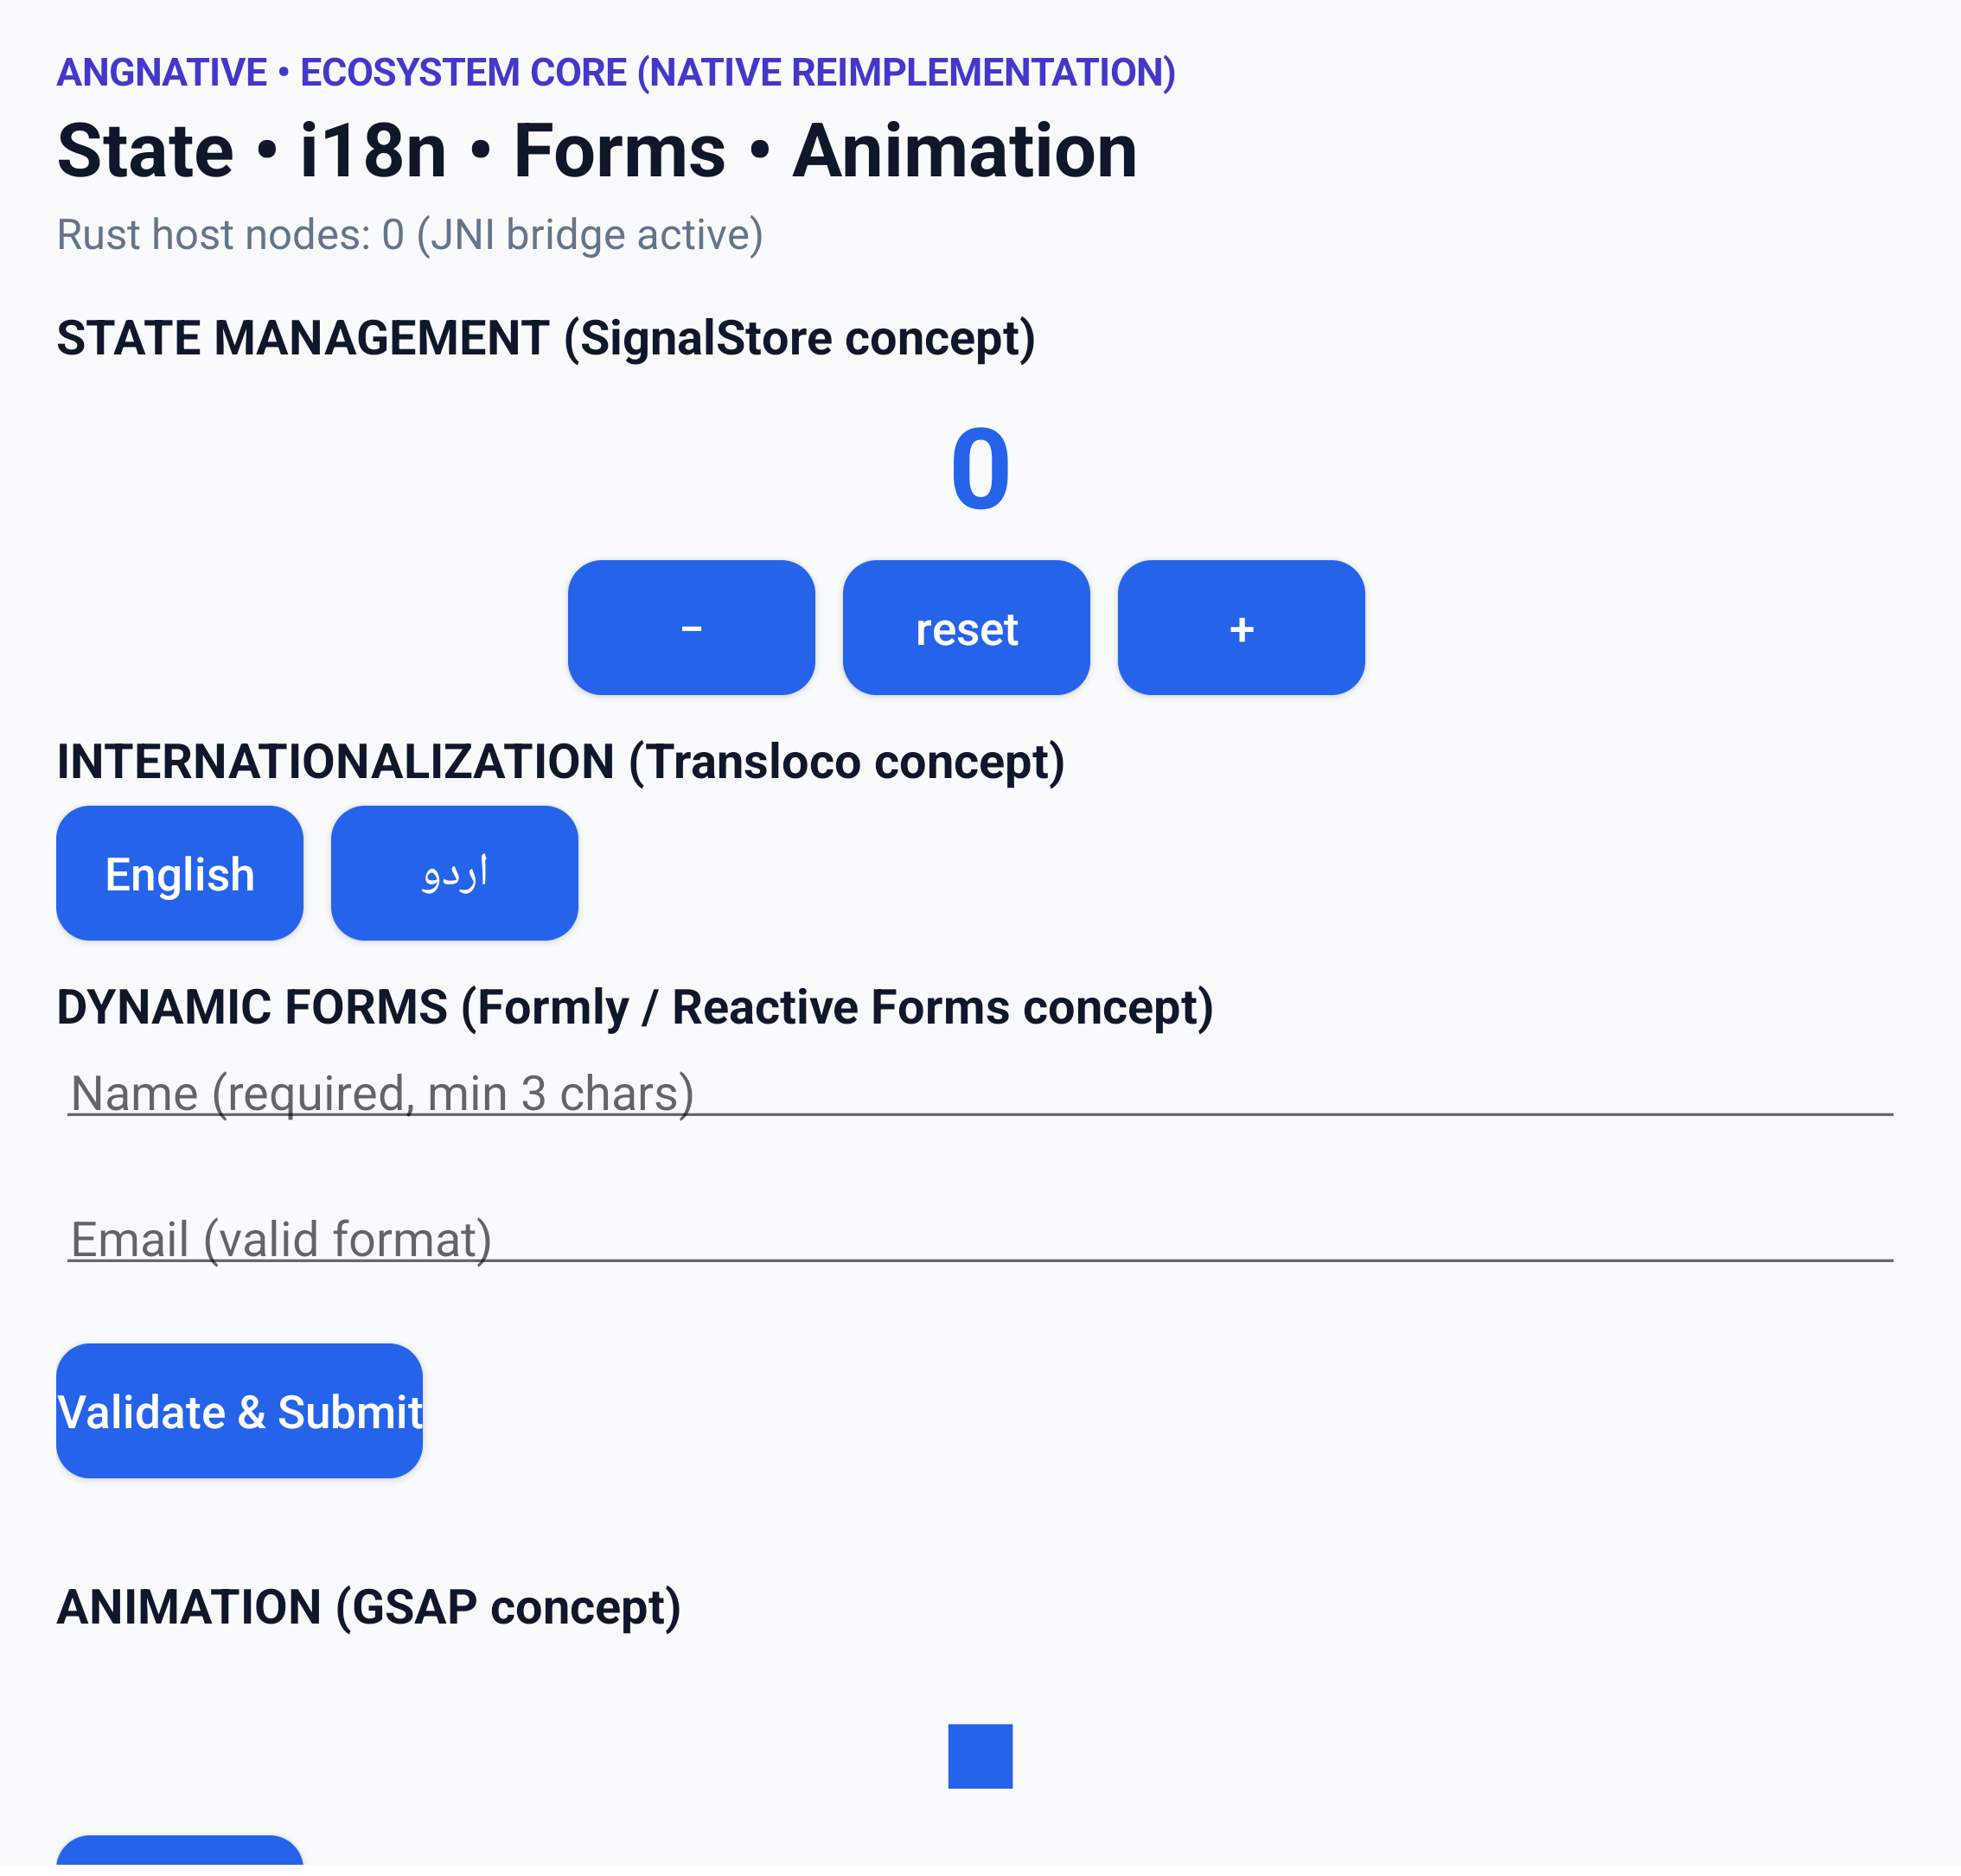 ANGNATIVE • ECOSYSTEM CORE (NATIVE REIMPLEMENTATION)
State • i18n • Forms • Animation
Rust host nodes: 0 (JNI bridge active)
STATE MANAGEMENT (SignalStore concept)
0
− reset +
INTERNATIONALIZATION (Transloco concept)
English اردو
DYNAMIC FORMS (Formly / Reactive Forms concept)
Name (required, min 3 chars)
Email (valid format)
Validate & Submit
ANIMATION (GSAP concept)